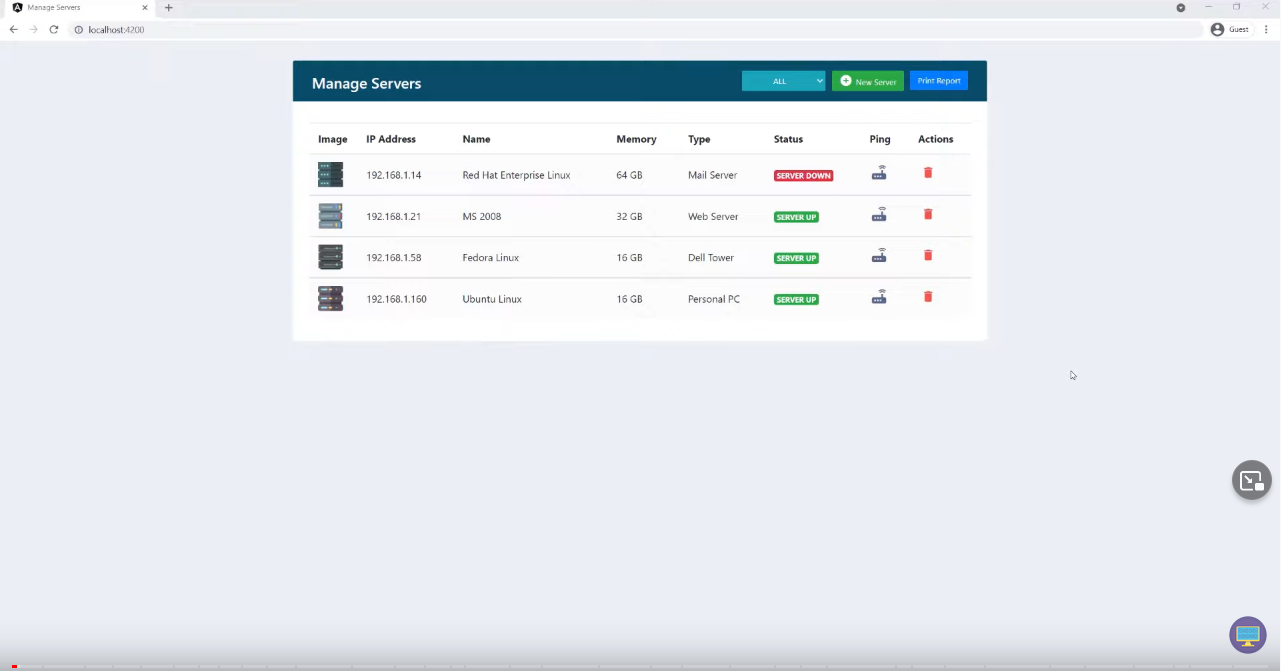 Manage Servers
localhost:4200
Guest
Manage Servers
ALL
New Server
Print Report
Image IP Address Name Memory Type Status Ping Actions
192.168.1.14 Red Hat Enterprise Linux 64 GB Mail Server SERVER DOWN
192.168.1.21 MS 2008 32 GB Web Server SERVER UP
192.168.1.58 Fedora Linux 16 GB Dell Tower SERVER UP
192.168.1.160 Ubuntu Linux 16 GB Personal PC SERVER UP